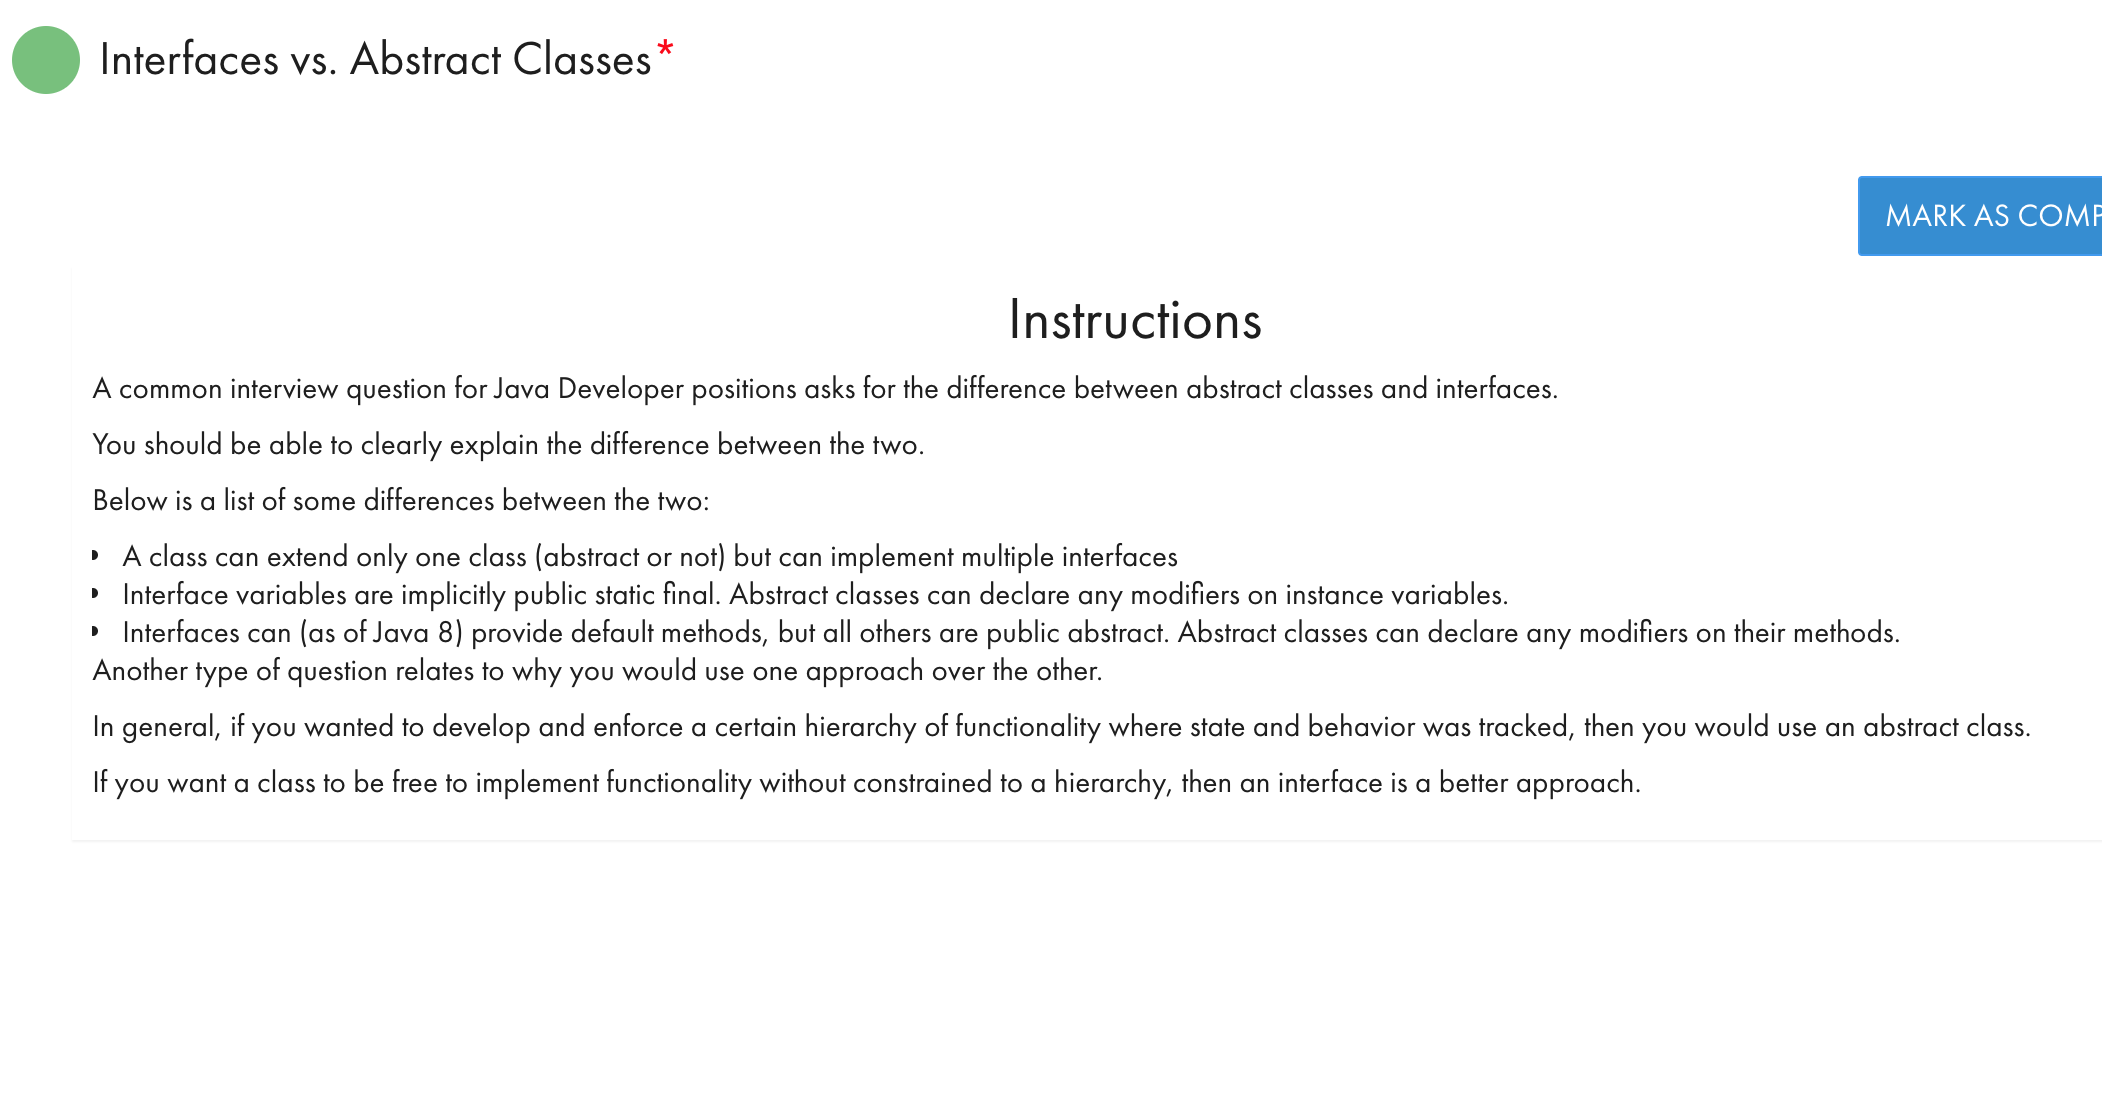 Interfaces vs. Abstract Classes*
MARK AS COMP
Instructions
A common interview question for Java Developer positions asks for the difference between abstract classes and interfaces.
You should be able to clearly explain the difference between the two.
Below is a list of some differences between the two:
• A class can extend only one class (abstract or not) but can implement multiple interfaces
• Interface variables are implicitly public static final. Abstract classes can declare any modifiers on instance variables.
• Interfaces can (as of Java 8) provide default methods, but all others are public abstract. Abstract classes can declare any modifiers on their methods.
Another type of question relates to why you would use one approach over the other.
In general, if you wanted to develop and enforce a certain hierarchy of functionality where state and behavior was tracked, then you would use an abstract class.
If you want a class to be free to implement functionality without constrained to a hierarchy, then an interface is a better approach.